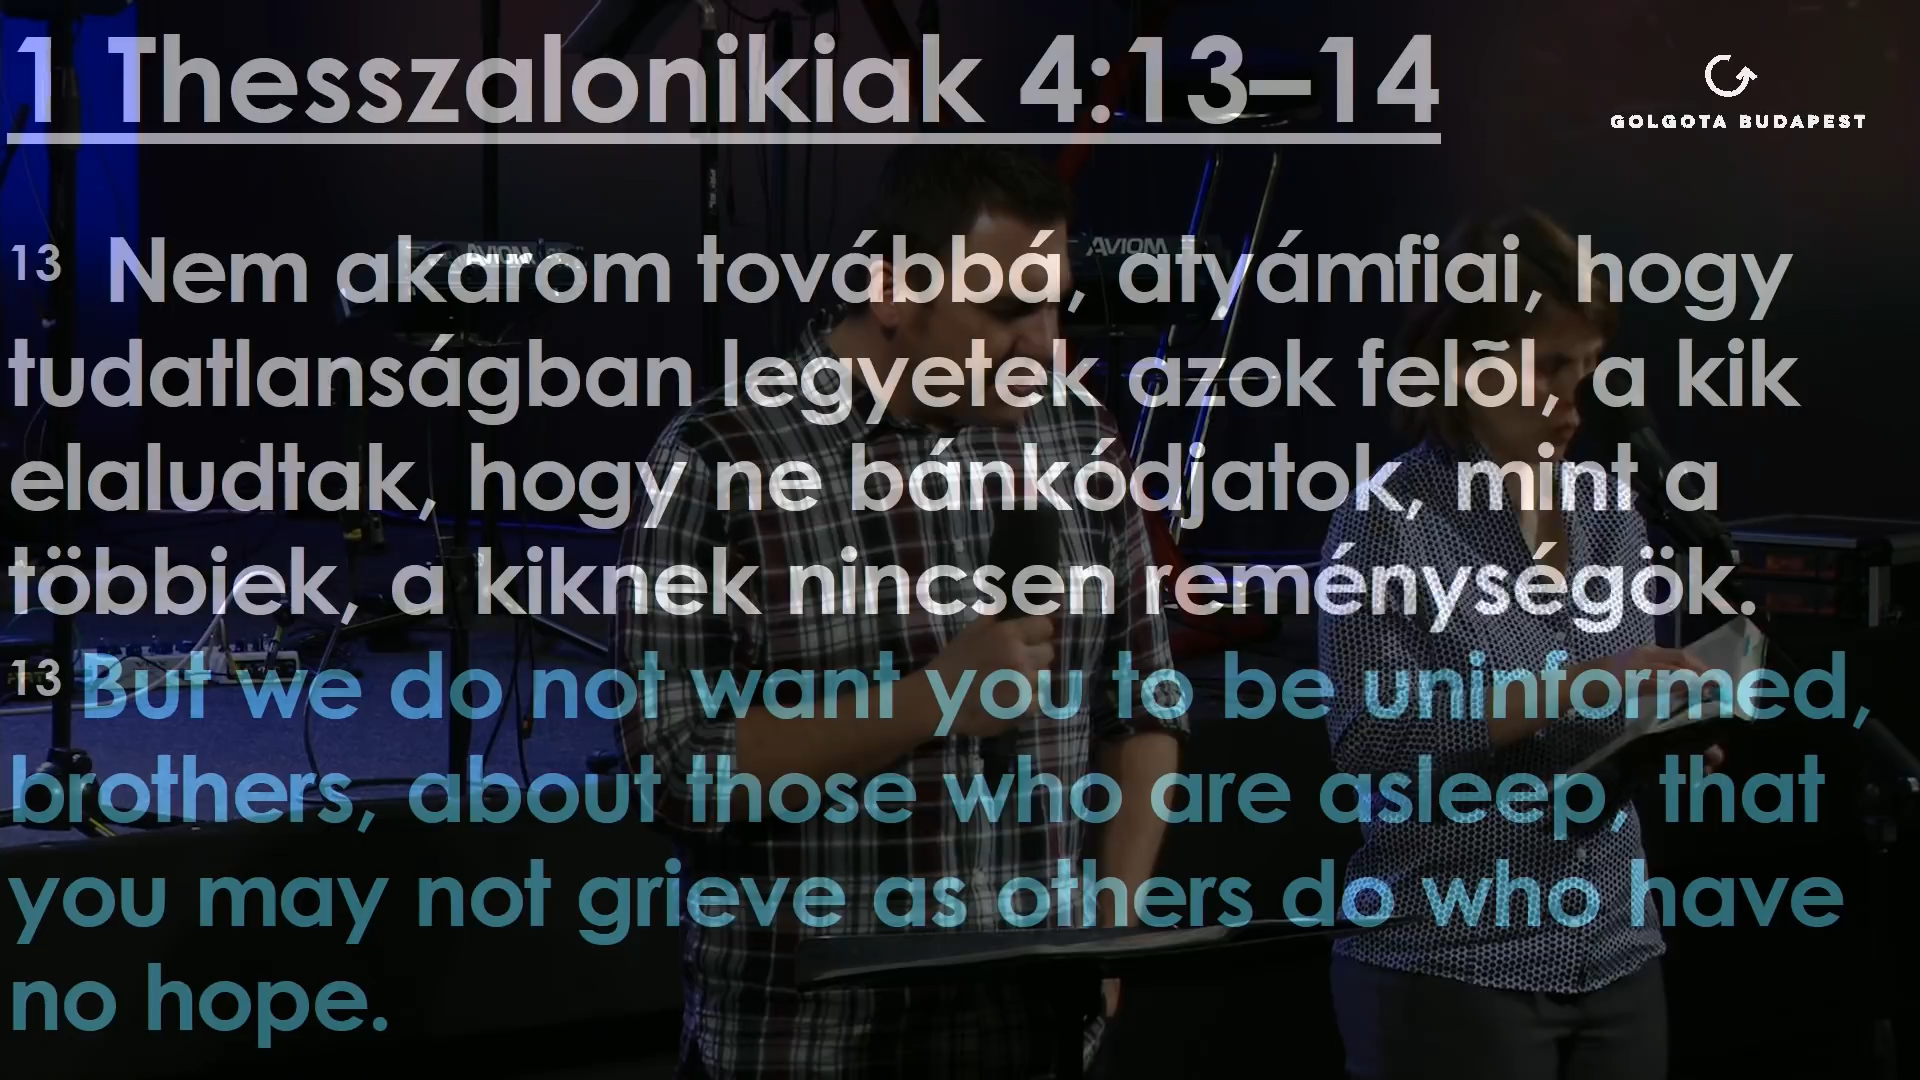 1 Thesszalonikiak 4:13–14
GOLGOTA BUDAPEST
13 Nem akarom továbbá, atyámfiai, hogy
tudatlanságban legyetek azok felõl, a kik
elaludtak, hogy ne bánkódjatok, mint a
többiek, a kiknek nincsen reménységök.
13 But we do not want you to be uninformed,
brothers, about those who are asleep, that
you may not grieve as others do who have
no hope.
AVIOM
AVIOM